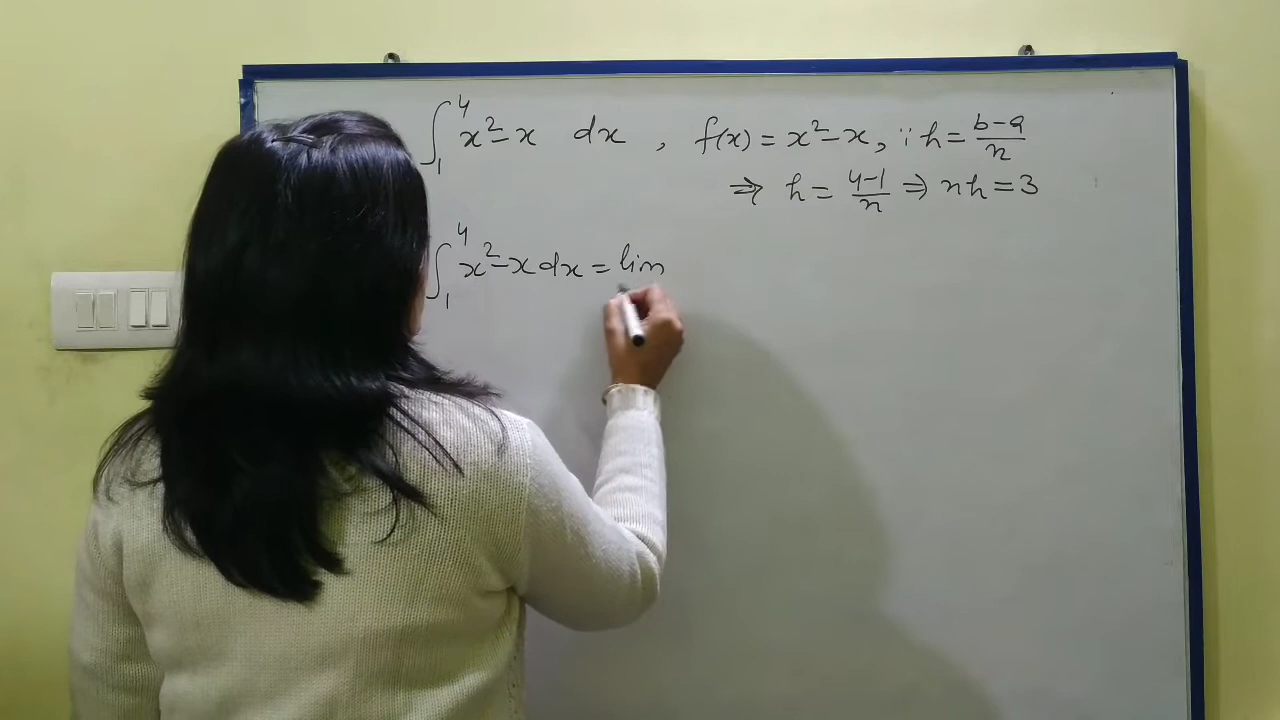 ∫₁⁴ x² - x dx , f(x) = x² - x, ∵ h = (b-a)/n
⇒ h = (4-1)/n ⇒ nh = 3
∫₁⁴ x² - x dx = lim